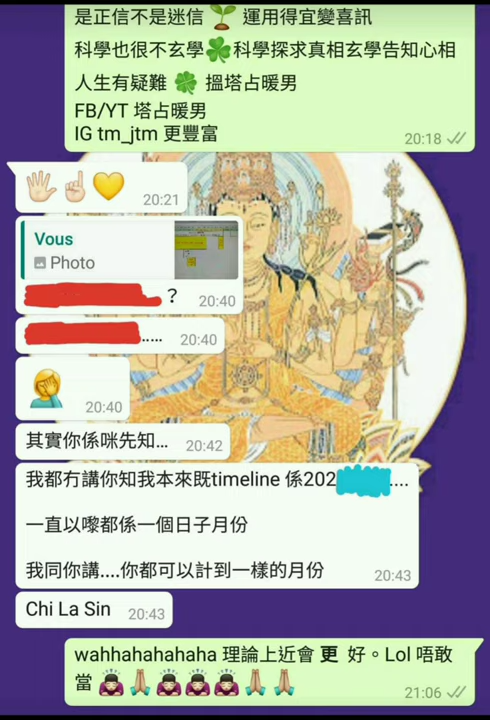 是正信不是迷信 🌱 運用得宜變喜訊
科學也很不玄學🍀科學探求真相玄學告知心相
人生有疑難 🍀 搵塔占暖男
FB/YT 塔占暖男
IG tm_jtm 更豐富
20:18
🖐🏻☝🏻💛 20:21
Vous
Photo
? 20:40
..... 20:40
🤦‍♂️
20:40
其實你係咪先知... 20:42
我都冇講你知我本來既timeline 係202....
一直以嚟都係一個日子月份
我同你講....你都可以計到一樣的月份 20:43
Chi La Sin 20:43
wahhahahahaha 理論上近會 更 好。Lol 唔敢
當 🙇🏻‍♂️🙏🏻🙇🏻‍♂️🙇🏻‍♂️🙇🏻‍♂️🙏🏻🙏🏻 21:06